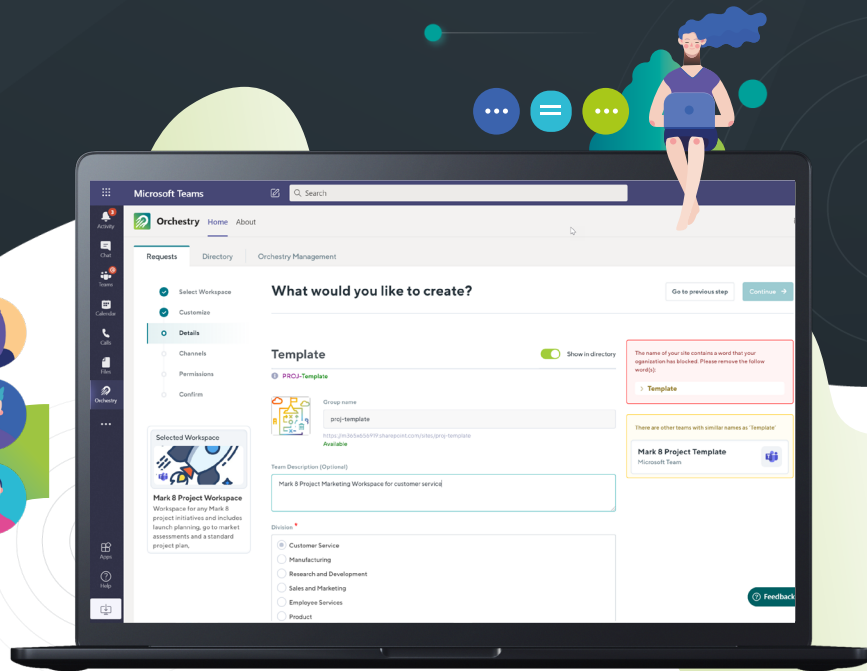 Microsoft Teams
Search
Activity
Chat
Teams
Calendar
Calls
Files
Orchestry
Apps
Help
Orchestry Home About
Requests Directory Orchestry Management
Select Workspace
Customize
Details
Channels
Permissions
Confirm
Selected Workspace
Mark 8 Project Workspace
Workspace for any Mark 8
project initiatives and includes
launch planning, go to market
assessments and a standard
project plan,
What would you like to create?
Go to previous step
Continue →
Template
Show in directory
PROJ-Template
Group name
proj-template
Available
Team Description (Optional)
Mark 8 Project Marketing Workspace for customer service
Division *
Customer Service
Manufacturing
Research and Development
Sales and Marketing
Employee Services
Product
The name of your site contains a word that your
oganization has blocked. Please remove the follow
word(s):
> Template
There are other teams with similar names as 'Template'
Mark 8 Project Template
Microsoft Team
Feedback